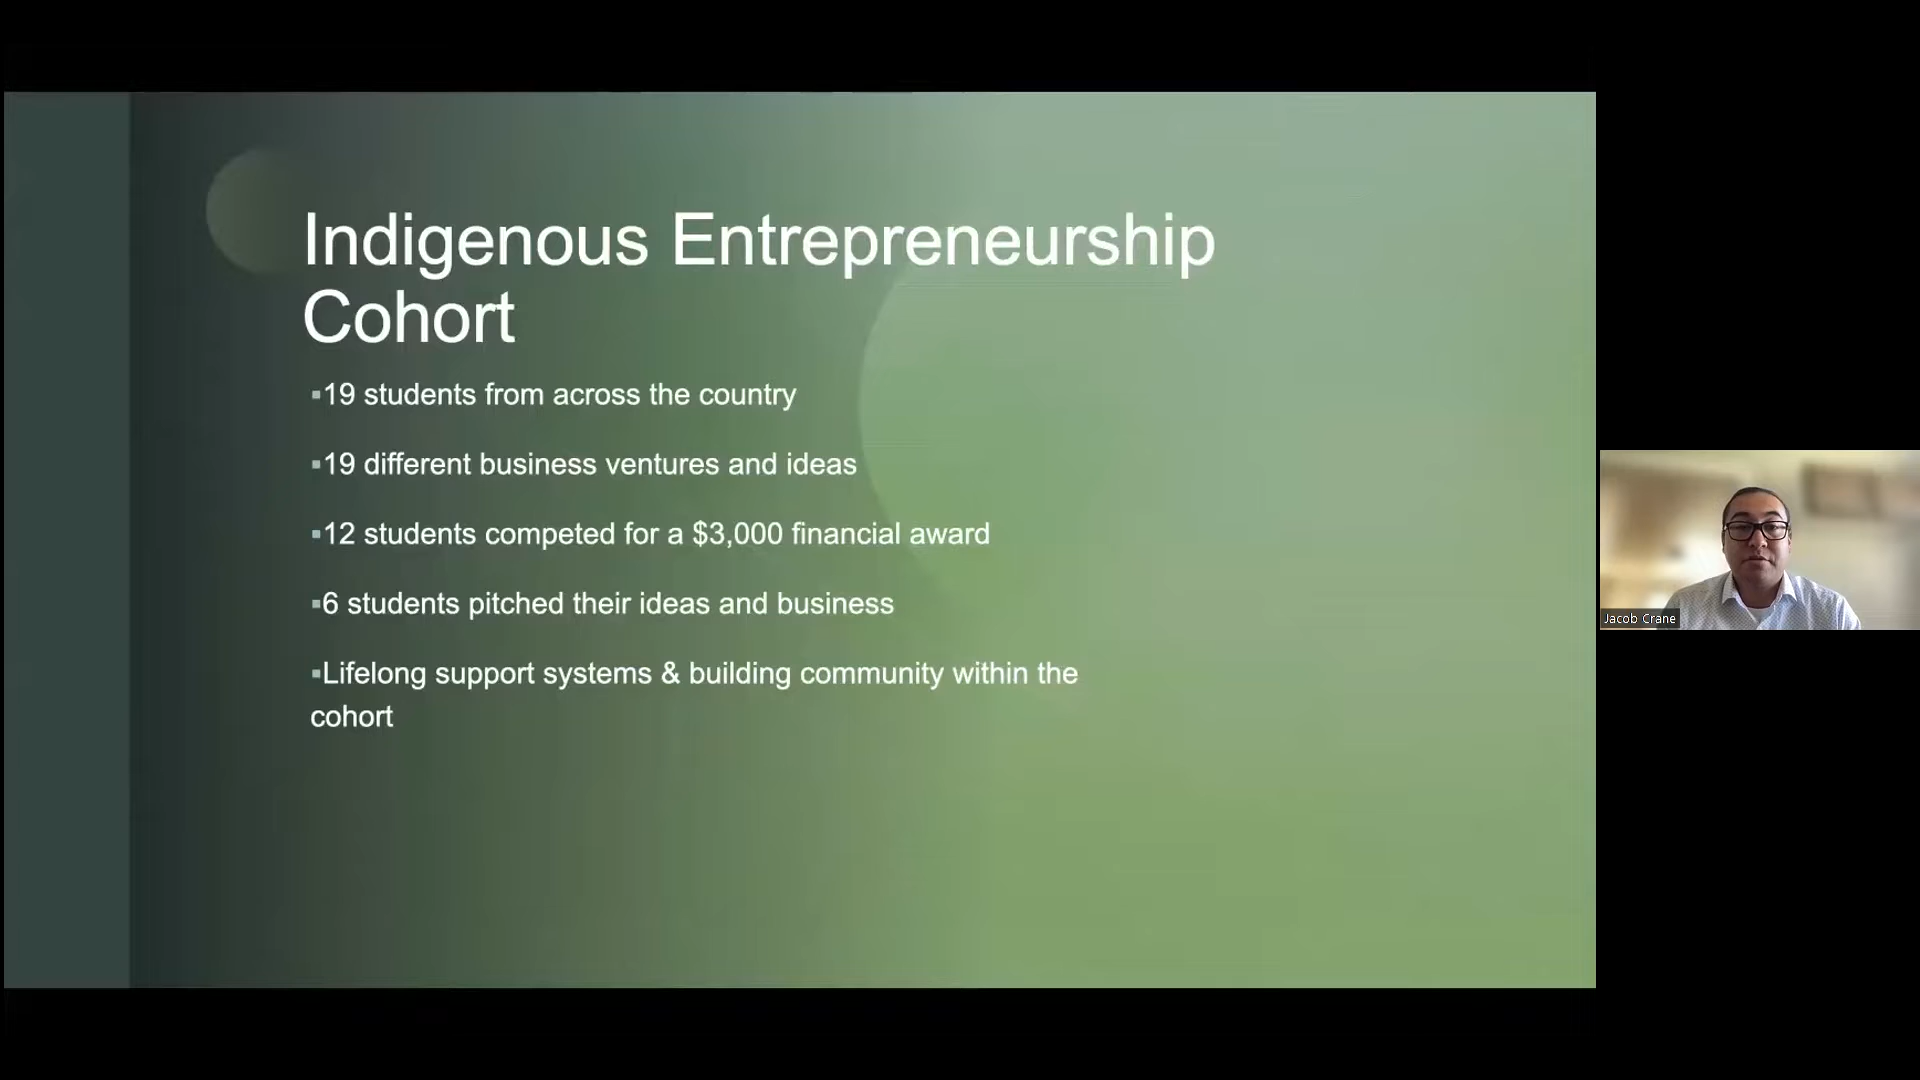 Indigenous Entrepreneurship
Cohort
▪19 students from across the country
▪19 different business ventures and ideas
▪12 students competed for a $3,000 financial award
▪6 students pitched their ideas and business
▪Lifelong support systems & building community within the
cohort
Jacob Crane